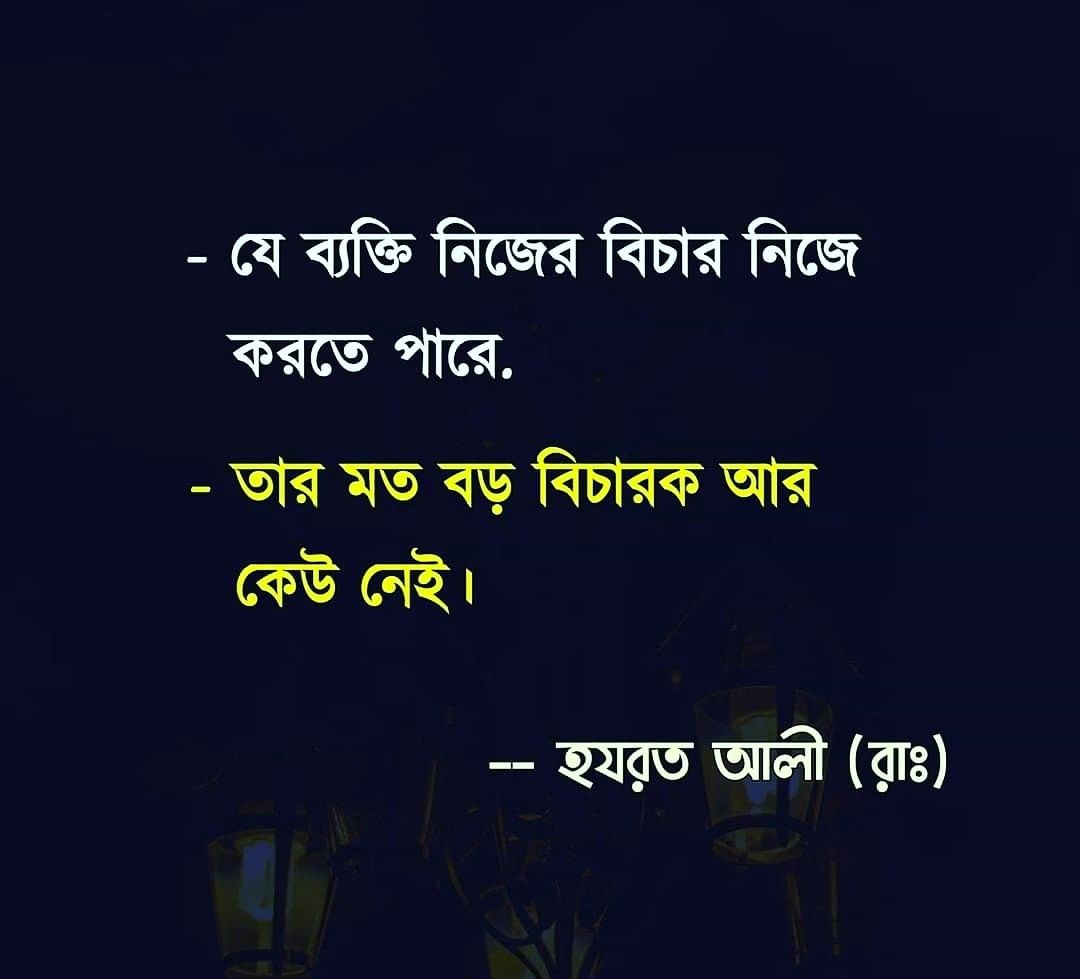 - যে ব্যক্তি নিজের বিচার নিজে
করতে পারে.
- তার মত বড় বিচারক আর
কেউ নেই।
-- হযরত আলী (রাঃ)